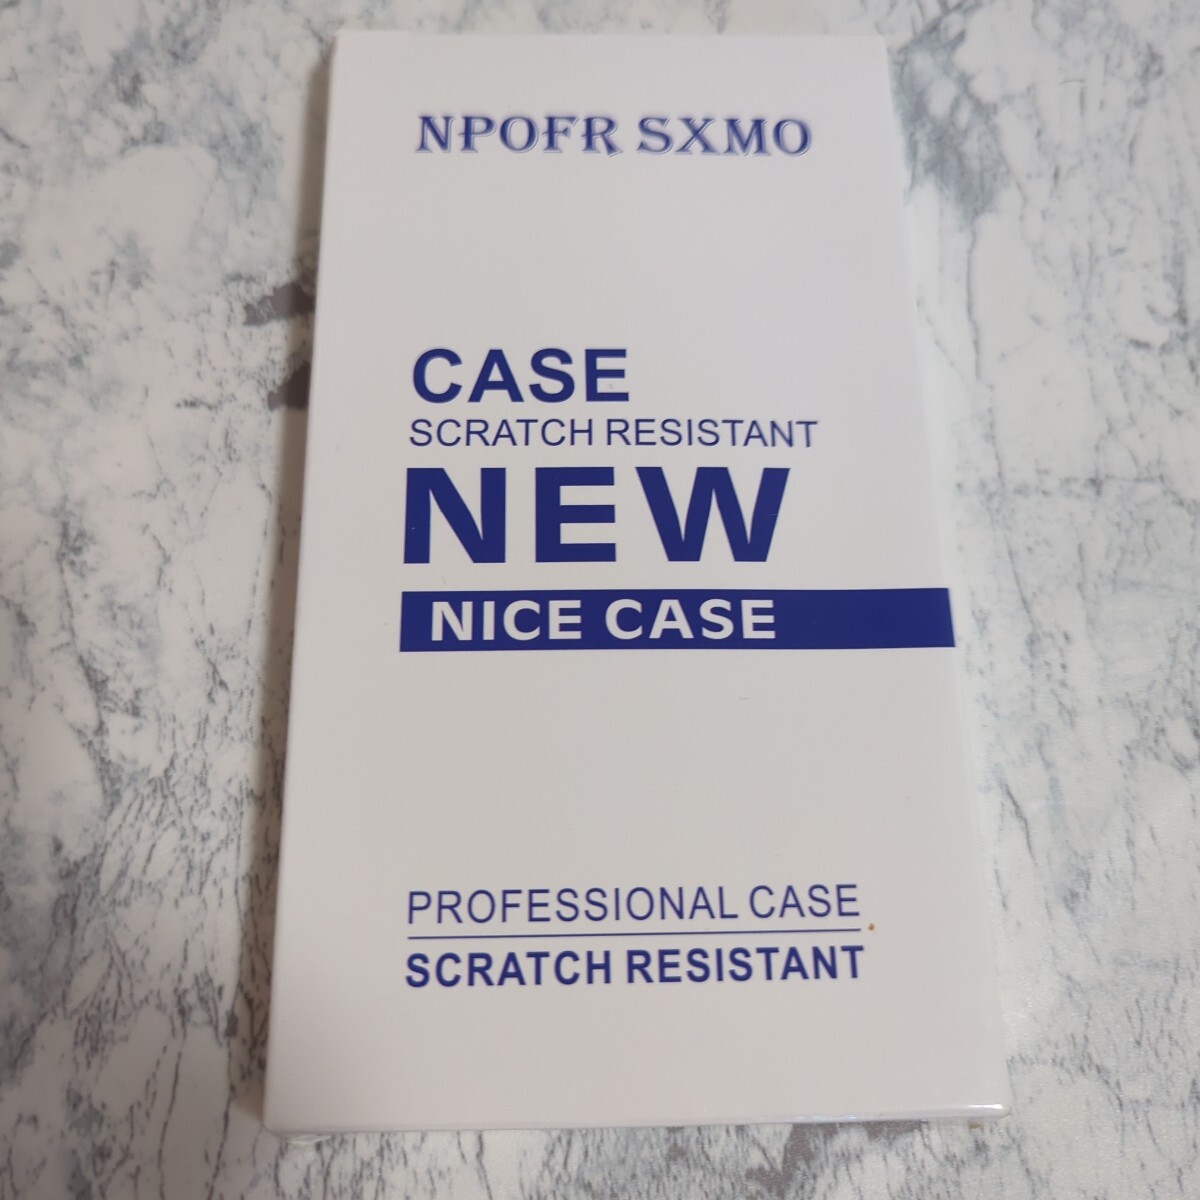 NPOFR SXMO
CASE
SCRATCH RESISTANT
NEW
NICE CASE
PROFESSIONAL CASE
SCRATCH RESISTANT